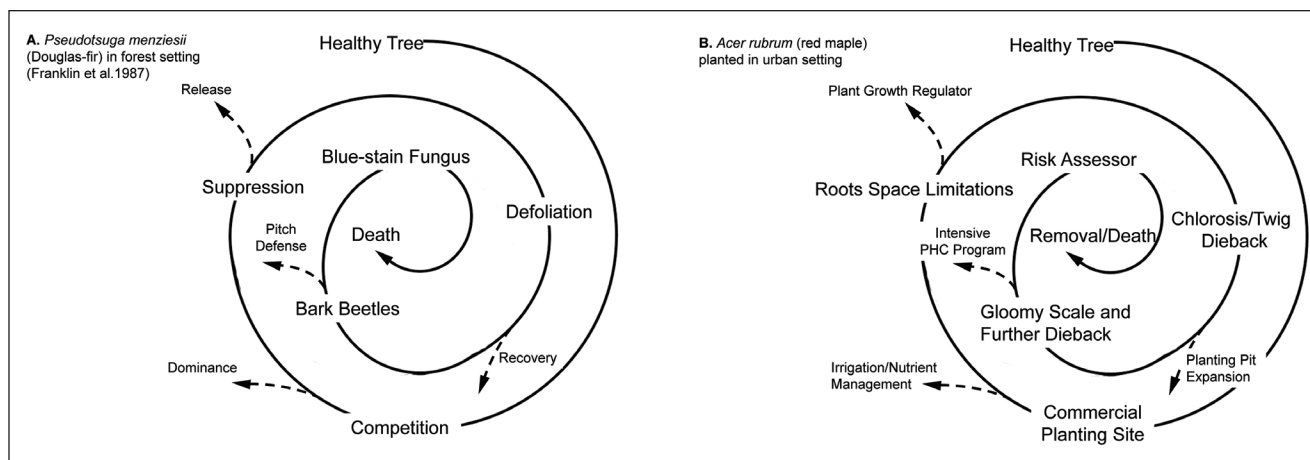 A. Pseudotsuga menziesii
(Douglas-fir) in forest setting
(Franklin et al.1987)
Healthy Tree
Release
Blue-stain Fungus
Suppression
Defoliation
Pitch
Defense
Death
Bark Beetles
Recovery
Dominance
Competition
B. Acer rubrum (red maple)
planted in urban setting
Healthy Tree
Plant Growth Regulator
Risk Assessor
Roots Space Limitations
Chlorosis/Twig
Dieback
Intensive
PHC Program
Removal/Death
Gloomy Scale and
Further Dieback
Planting Pit
Expansion
Irrigation/Nutrient
Management
Commercial
Planting Site